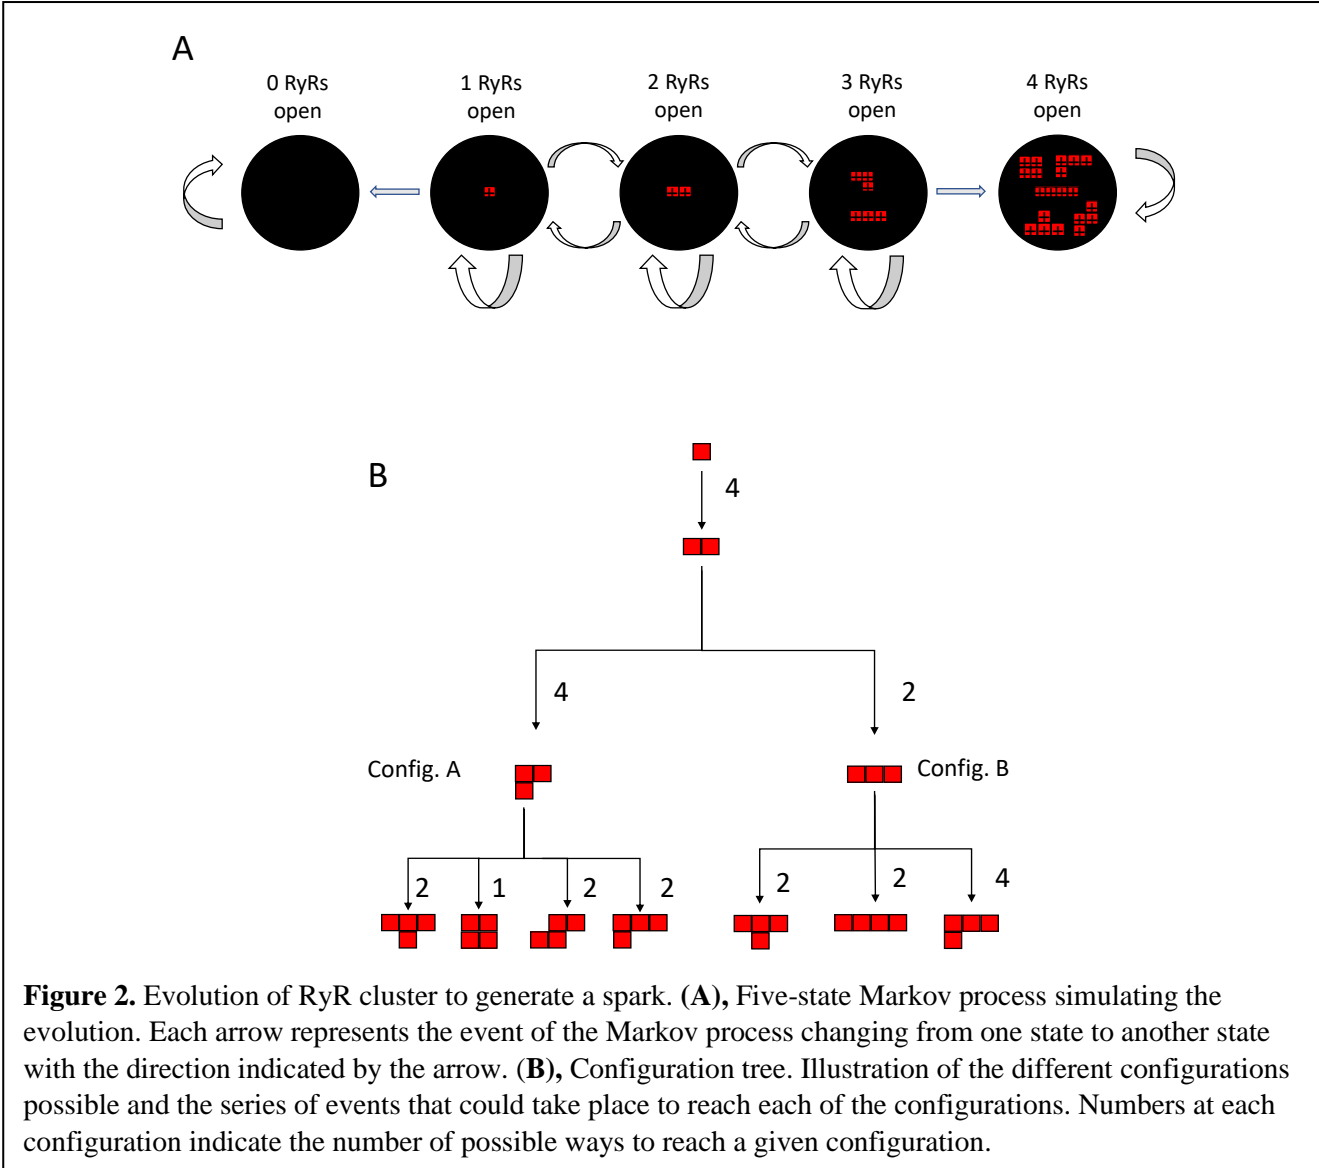 A
0 RyRs
open
1 RyRs
open
2 RyRs
open
3 RyRs
open
4 RyRs
open
B
4
4
2
Config. A
Config. B
2
1
2
2
2
2
4
Figure 2. Evolution of RyR cluster to generate a spark. (A), Five-state Markov process simulating the
evolution. Each arrow represents the event of the Markov process changing from one state to another state
with the direction indicated by the arrow. (B), Configuration tree. Illustration of the different configurations
possible and the series of events that could take place to reach each of the configurations. Numbers at each
configuration indicate the number of possible ways to reach a given configuration.